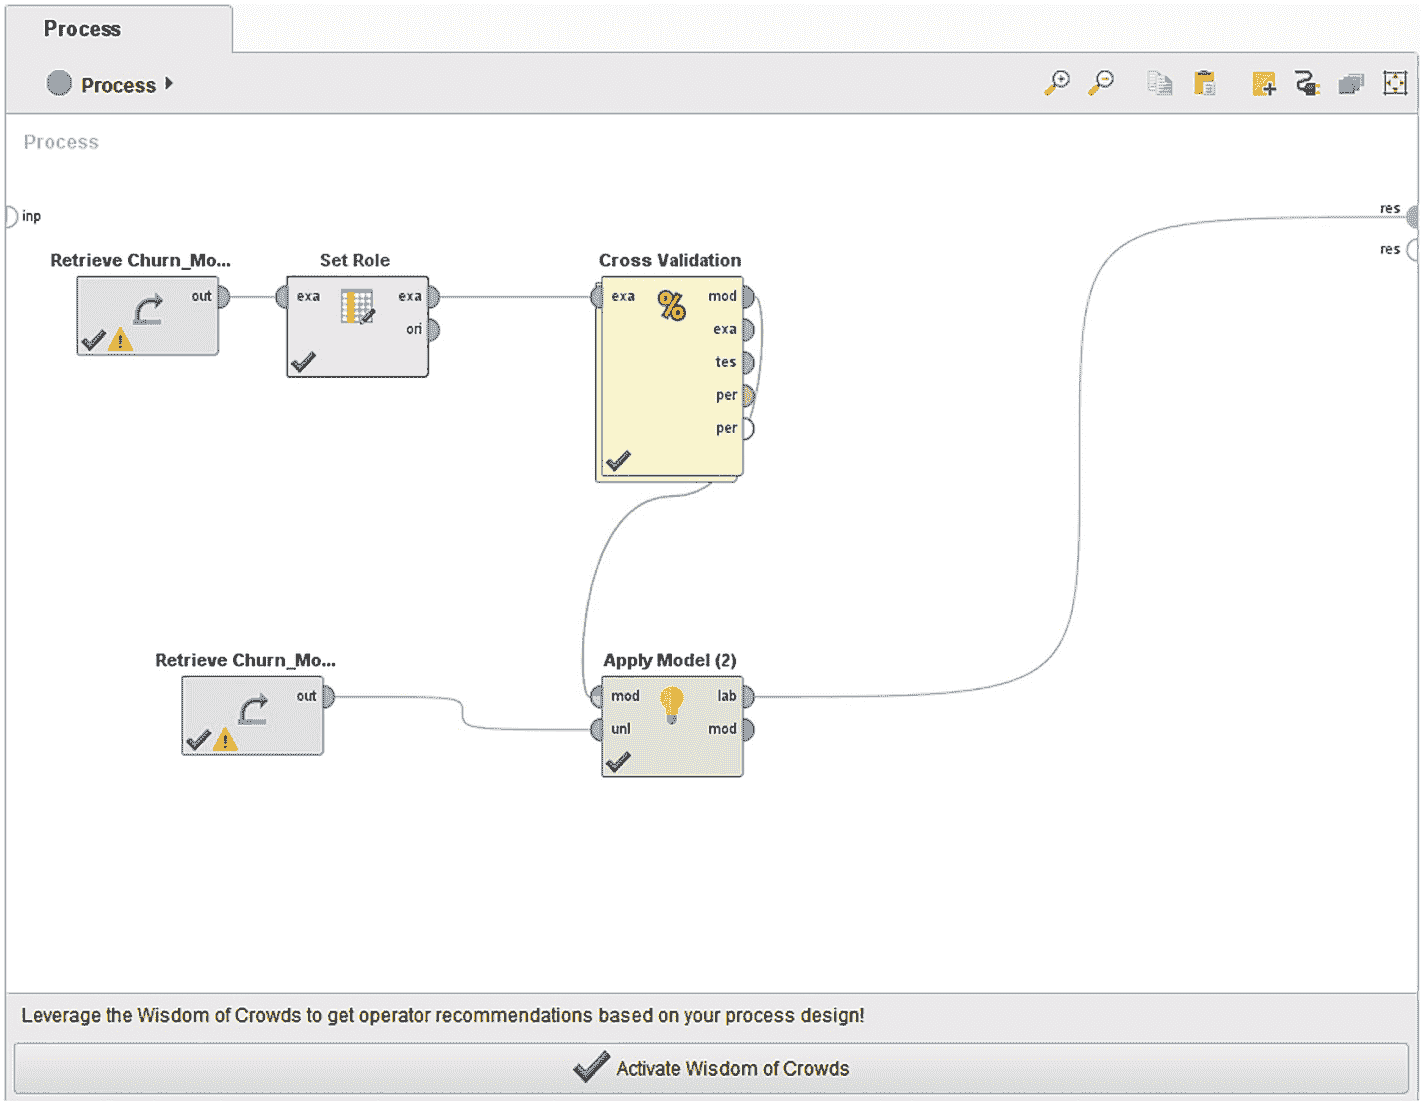 Process
Process
Process
inp
res
res
Retrieve Churn_Mo...
out
Set Role
exa
exa
ori
Cross Validation
exa
%
mod
exa
tes
per
per
Retrieve Churn_Mo...
out
Apply Model (2)
mod
lab
unl
mod
Leverage the Wisdom of Crowds to get operator recommendations based on your process design!
Activate Wisdom of Crowds